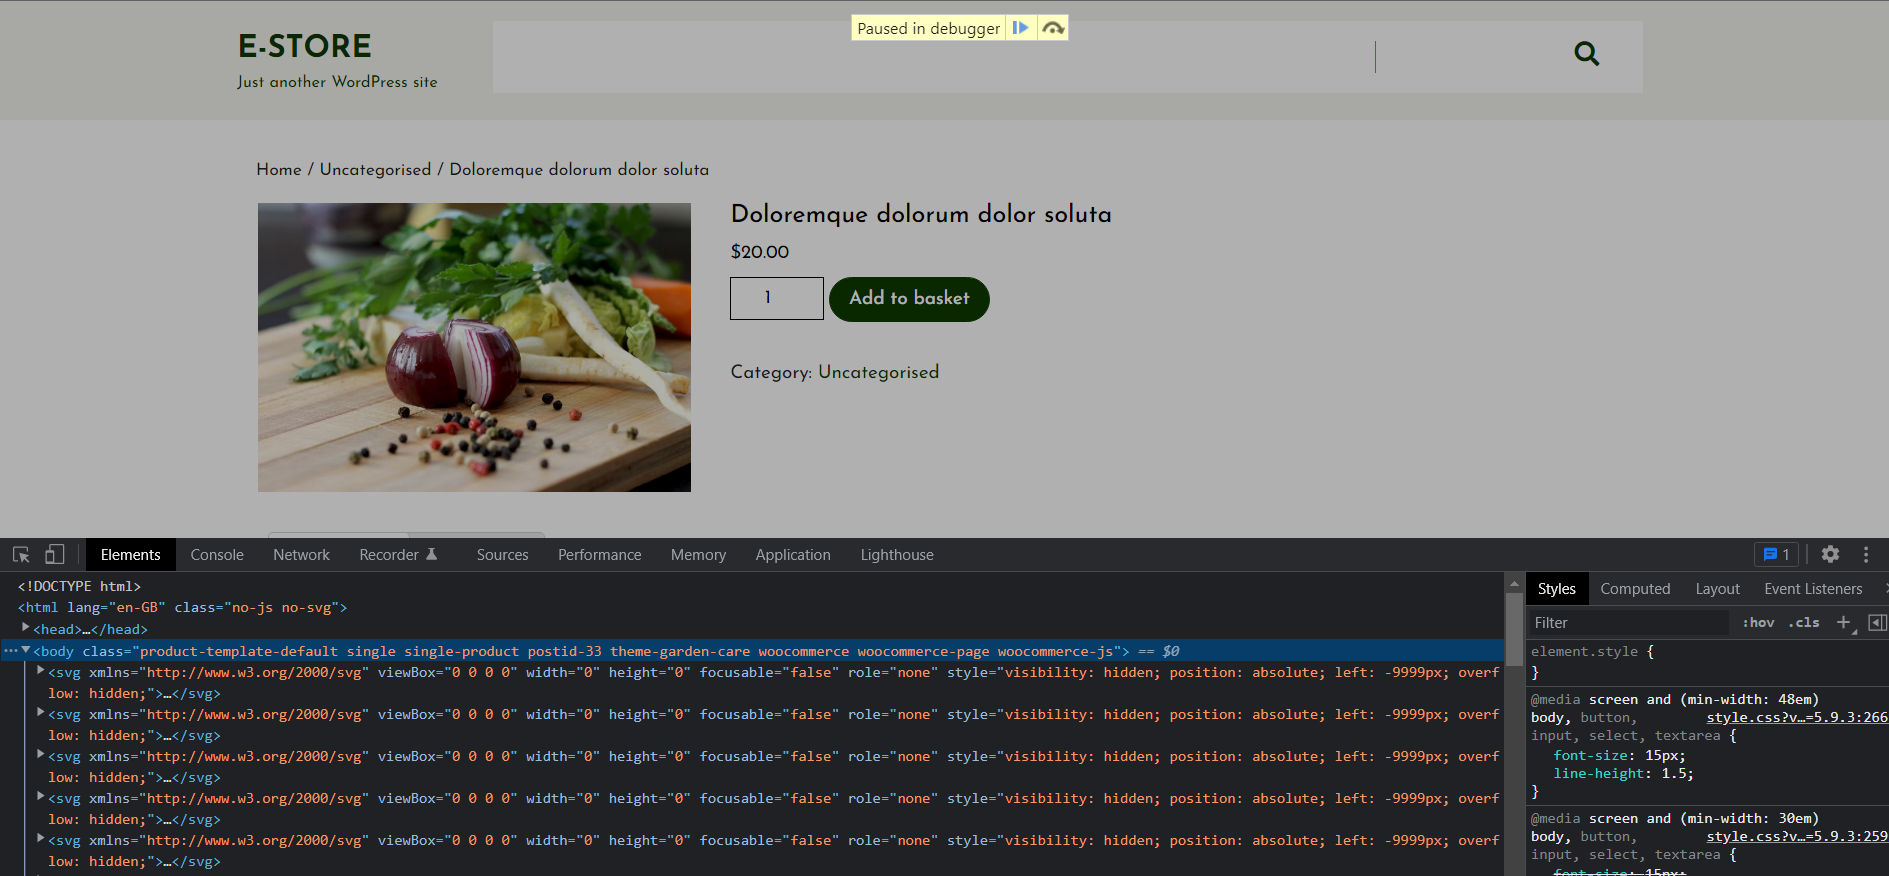 Paused in debugger
E-STORE
Just another WordPress site
Home / Uncategorised / Doloremque dolorum dolor soluta
Doloremque dolorum dolor soluta
$20.00
1
Add to basket
Category: Uncategorised
Elements Console Network Recorder Sources Performance Memory Application Lighthouse 1
<!DOCTYPE html>
<html lang="en-GB" class="no-js no-svg">
<head>…</head>
<body class="product-template-default single single-product postid-33 theme-garden-care woocommerce woocommerce-page woocommerce-js"> == $0
<svg xmlns="http://www.w3.org/2000/svg" viewBox="0 0 0 0" width="0" height="0" focusable="false" role="none" style="visibility: hidden; position: absolute; left: -9999px; overf
low: hidden;">…</svg>
<svg xmlns="http://www.w3.org/2000/svg" viewBox="0 0 0 0" width="0" height="0" focusable="false" role="none" style="visibility: hidden; position: absolute; left: -9999px; overf
low: hidden;">…</svg>
<svg xmlns="http://www.w3.org/2000/svg" viewBox="0 0 0 0" width="0" height="0" focusable="false" role="none" style="visibility: hidden; position: absolute; left: -9999px; overf
low: hidden;">…</svg>
<svg xmlns="http://www.w3.org/2000/svg" viewBox="0 0 0 0" width="0" height="0" focusable="false" role="none" style="visibility: hidden; position: absolute; left: -9999px; overf
low: hidden;">…</svg>
<svg xmlns="http://www.w3.org/2000/svg" viewBox="0 0 0 0" width="0" height="0" focusable="false" role="none" style="visibility: hidden; position: absolute; left: -9999px; overf
low: hidden;">…</svg>
Styles Computed Layout Event Listeners
Filter :hov .cls
element.style {
}
@media screen and (min-width: 48em)
body, button, style.css?v…=5.9.3:266
input, select, textarea {
font-size: 15px;
line-height: 1.5;
}
@media screen and (min-width: 30em)
body, button, style.css?v…=5.9.3:259
input, select, textarea {
font-size: 15px;